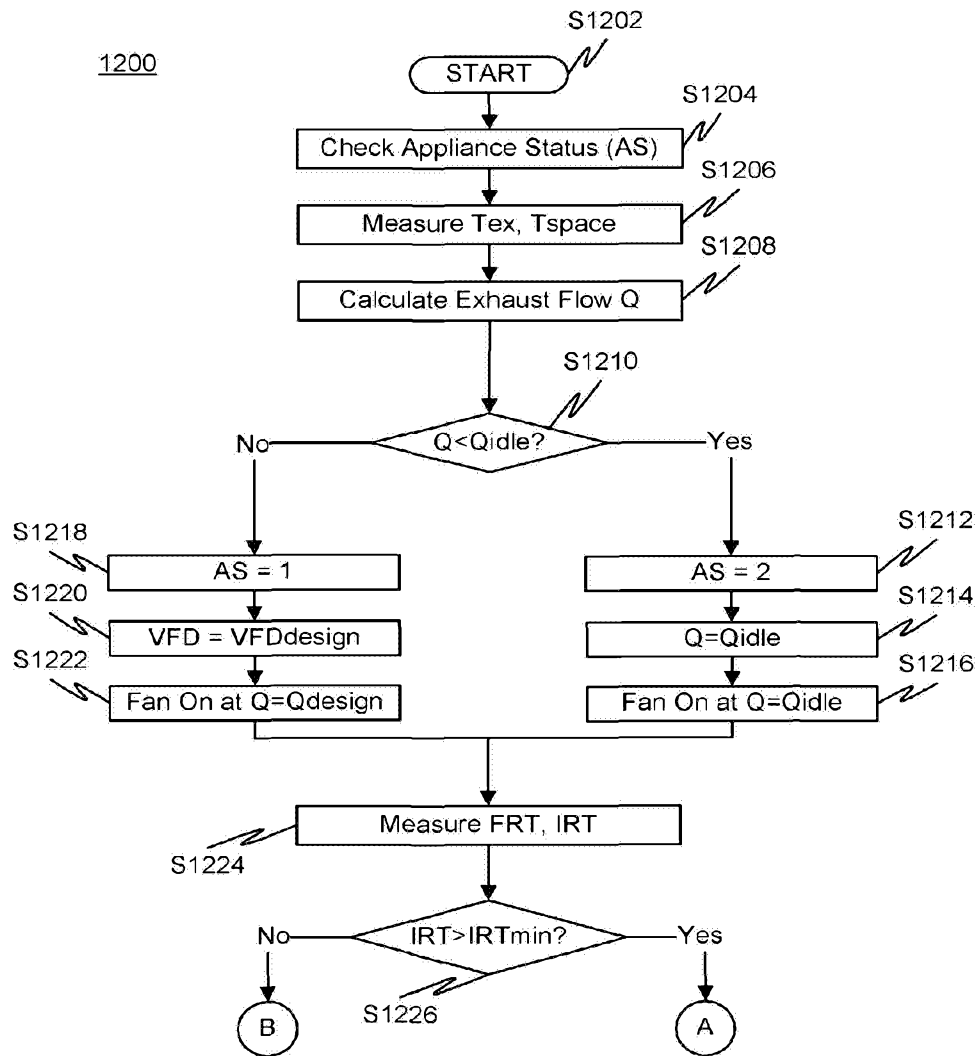 S1202
1200
START
S1204
Check Appliance Status (AS)
S1206
Measure Tex, Tspace
S1208
Calculate Exhaust Flow Q
S1210
No
Q<Qidle?
Yes
S1218
AS = 1
S1212
AS = 2
S1220
VFD = VFDdesign
S1214
Q=Qidle
S1222
Fan On at Q=Qdesign
S1216
Fan On at Q=Qidle
Measure FRT, IRT
S1224
No
IRT>IRTmin?
Yes
S1226
B
A